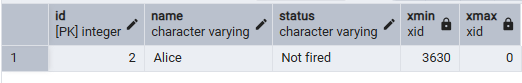 id name status xmin xmax
[PK] integer character varying character varying xid xid
1 2 Alice Not fired 3630 0